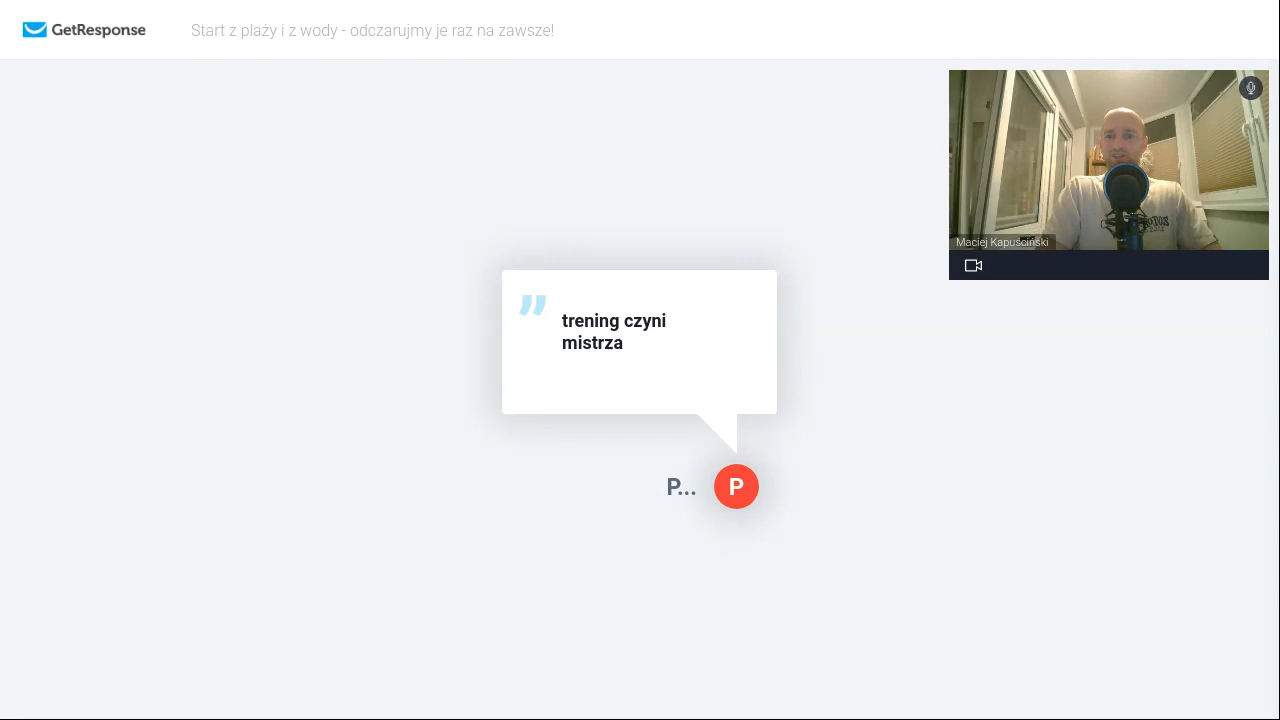 GetResponse
Start z plaży i z wody - odczarujmy je raz na zawsze!
Maciej Kapuściński
” trening czyni
mistrza
P... P